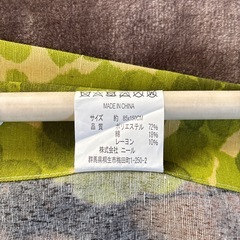 MADE IN CHINA
サイズ 約 85x150CM
品質 ポリエステル 72%
綿 18%
レーヨン 10%
株式会社 ニール
群馬県桐生市梅田町1-250-2